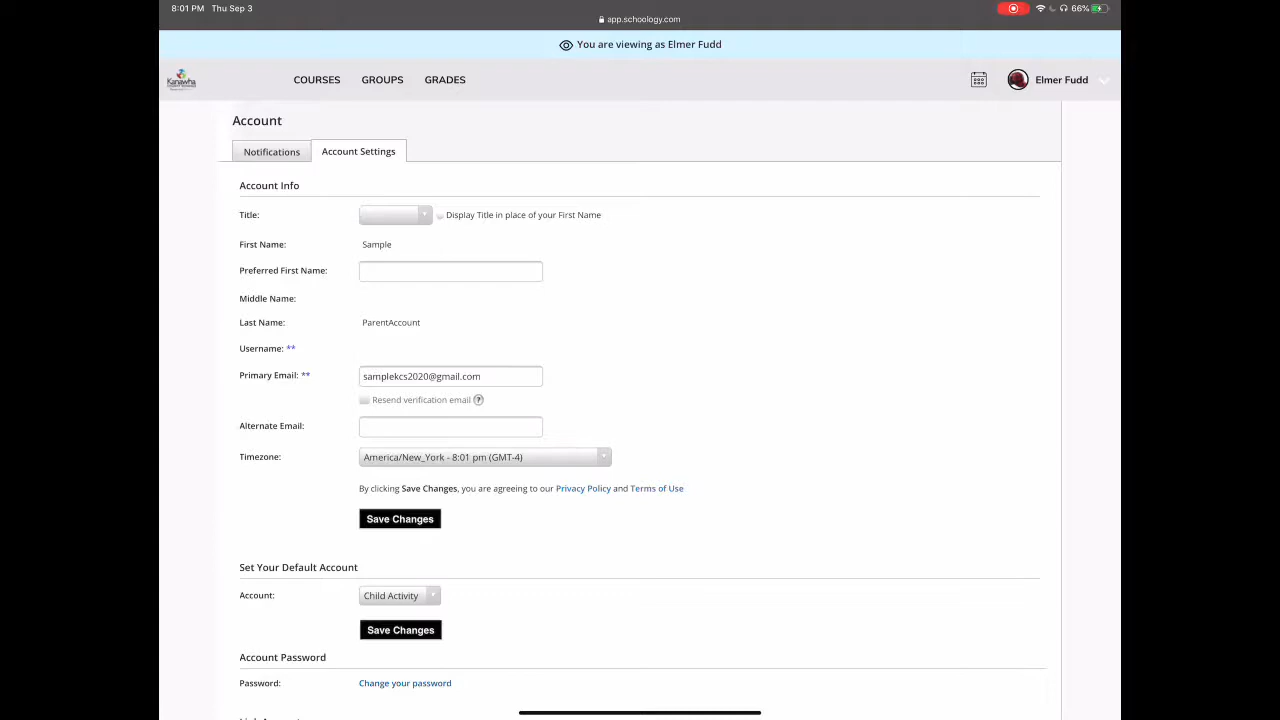 8:01 PM Thu Sep 3
66%
app.schoology.com
You are viewing as Elmer Fudd
Kanawha
COURSES GROUPS GRADES
Elmer Fudd
Account
Notifications Account Settings
Account Info
Title: Display Title in place of your First Name
First Name: Sample
Preferred First Name:
Middle Name:
Last Name: ParentAccount
Username: **
Primary Email: ** samplekcs2020@gmail.com
Resend verification email ?
Alternate Email:
Timezone: America/New_York - 8:01 pm (GMT-4)
By clicking Save Changes, you are agreeing to our Privacy Policy and Terms of Use
Save Changes
Set Your Default Account
Account: Child Activity
Save Changes
Account Password
Password: Change your password